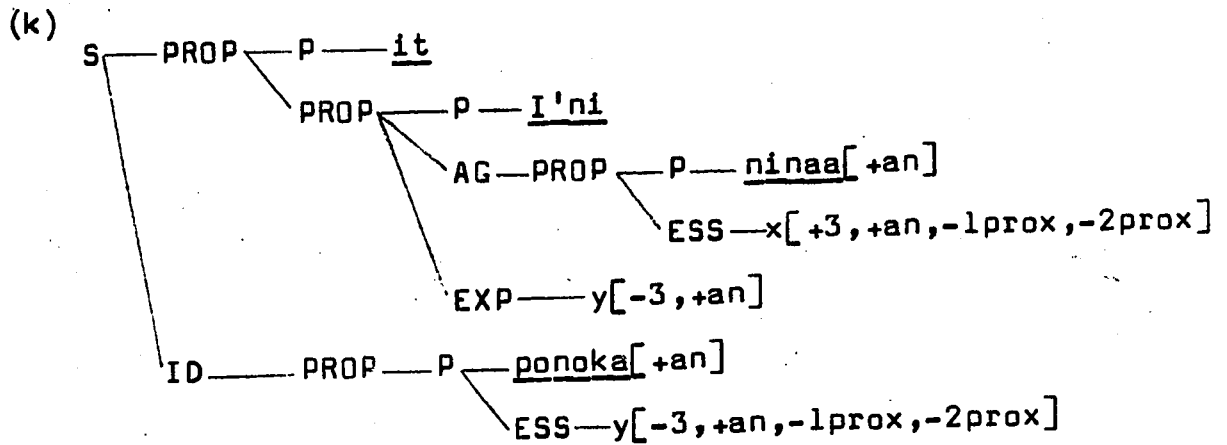 (k)
S PROP P it
PROP P I'ni
AG PROP P ninaa[+an]
ESS x[+3,+an,-1prox,-2prox]
EXP y[-3,+an]
ID PROP P ponoka[+an]
ESS y[-3,+an,-1prox,-2prox]